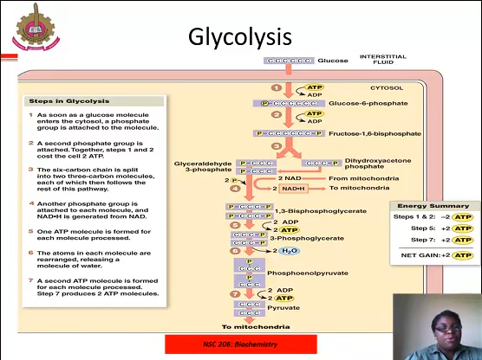 Glycolysis
Glucose
INTERSTITIAL
FLUID
CYTOSOL
1
ATP
ADP
Glucose-6-phosphate
2
ATP
ADP
Fructose-1,6-bisphosphate
3
Glyceraldehyde
3-phosphate
Dihydroxyacetone
phosphate
2 NAD
From mitochondria
2 P
4
2 NADH
To mitochondria
1,3-Bisphosphoglycerate
5
2 ADP
2 ATP
3-Phosphoglycerate
6
2 H2O
Phosphoenolpyruvate
7
2 ADP
2 ATP
Pyruvate
To mitochondria
Steps in Glycolysis
1 As soon as a glucose molecule
enters the cytosol, a phosphate
group is attached to the molecule.
2 A second phosphate group is
attached. Together, steps 1 and 2
cost the cell 2 ATP.
3 The six-carbon chain is split
into two three-carbon molecules,
each of which then follows the
rest of this pathway.
4 Another phosphate group is
attached to each molecule, and
NADH is generated from NAD.
5 One ATP molecule is formed for
each molecule processed.
6 The atoms in each molecule are
rearranged, releasing a
molecule of water.
7 A second ATP molecule is formed
for each molecule processed.
Step 7 produces 2 ATP molecules.
Energy Summary
Steps 1 & 2: –2 ATP
Step 5: +2 ATP
Step 7: +2 ATP
NET GAIN: +2 ATP
NSC 206: Biochemistry